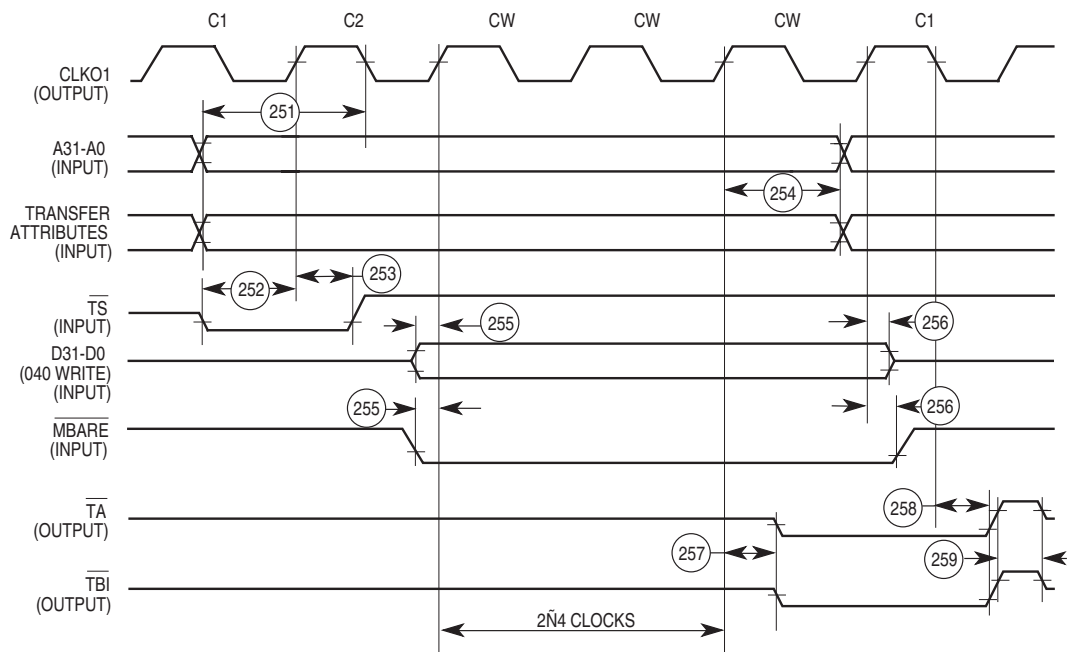 C1
C2
CW
CW
CW
C1
CLKO1
(OUTPUT)
251
A31-A0
(INPUT)
254
TRANSFER
ATTRIBUTES
(INPUT)
252
253
TS
(INPUT)
255
256
D31-D0
(040 WRITE)
(INPUT)
255
256
MBARE
(INPUT)
TA
(OUTPUT)
258
257
259
TBI
(OUTPUT)
2Ñ4 CLOCKS